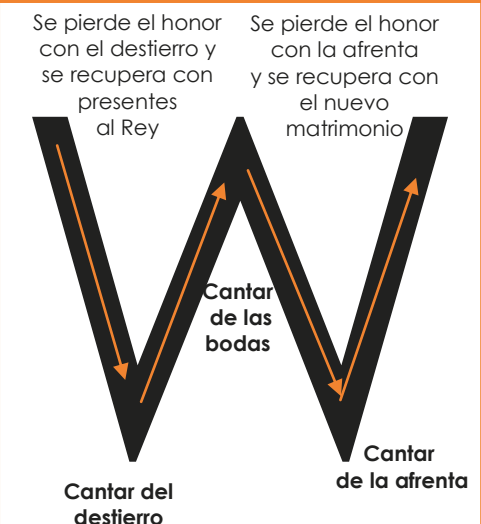 Se pierde el honor
con el destierro y
se recupera con
presentes
al Rey
Se pierde el honor
con la afrenta
y se recupera con
el nuevo
matrimonio
Cantar
de las
bodas
Cantar del
destierro
Cantar
de la afrenta